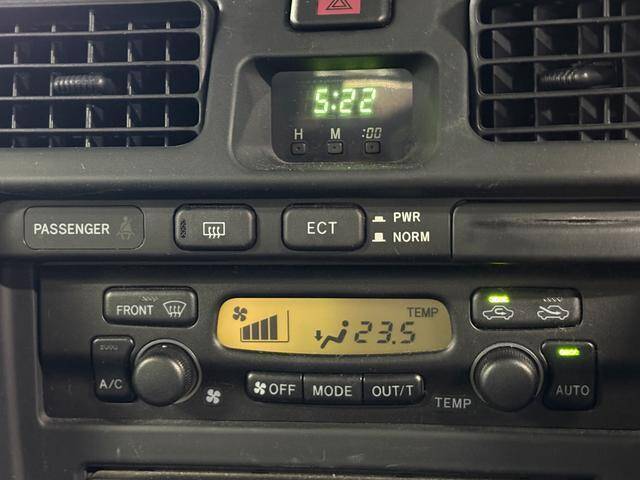 5:22
H M :00
PASSENGER
ECT
PWR
NORM
FRONT
TEMP
23.5
A/C
OFF MODE OUT/T
TEMP
AUTO